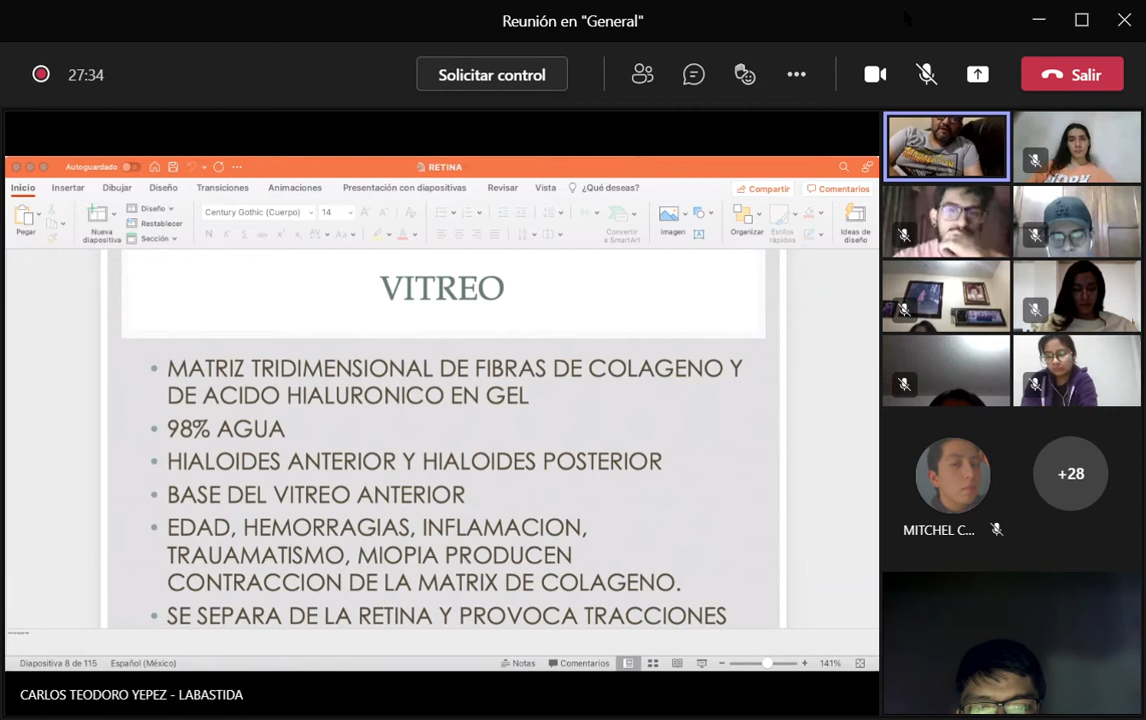 Reunión en "General"
27:34
Solicitar control
Salir
Autoguardado
RETINA
Inicio Insertar Dibujar Diseño Transiciones Animaciones Presentación con diapositivas Revisar Vista ¿Qué deseas? Compartir Comentarios
Pegar
Nueva diapositiva
Diseño
Restablecer
Sección
Century Gothic (Cuerpo) 14
N
Convertir a SmartArt
Imagen
Organizar
Estilos rápidos
Ideas de diseño
VITREO
• MATRIZ TRIDIMENSIONAL DE FIBRAS DE COLAGENO Y
DE ACIDO HIALURONICO EN GEL
• 98% AGUA
• HIALOIDES ANTERIOR Y HIALOIDES POSTERIOR
• BASE DEL VITREO ANTERIOR
• EDAD, HEMORRAGIAS, INFLAMACION,
TRAUAMATISMO, MIOPIA PRODUCEN
CONTRACCION DE LA MATRIX DE COLAGENO.
• SE SEPARA DE LA RETINA Y PROVOCA TRACCIONES
Diapositiva 8 de 115 Español (México) Notas Comentarios 141%
CARLOS TEODORO YEPEZ - LABASTIDA
+28
MITCHEL C...